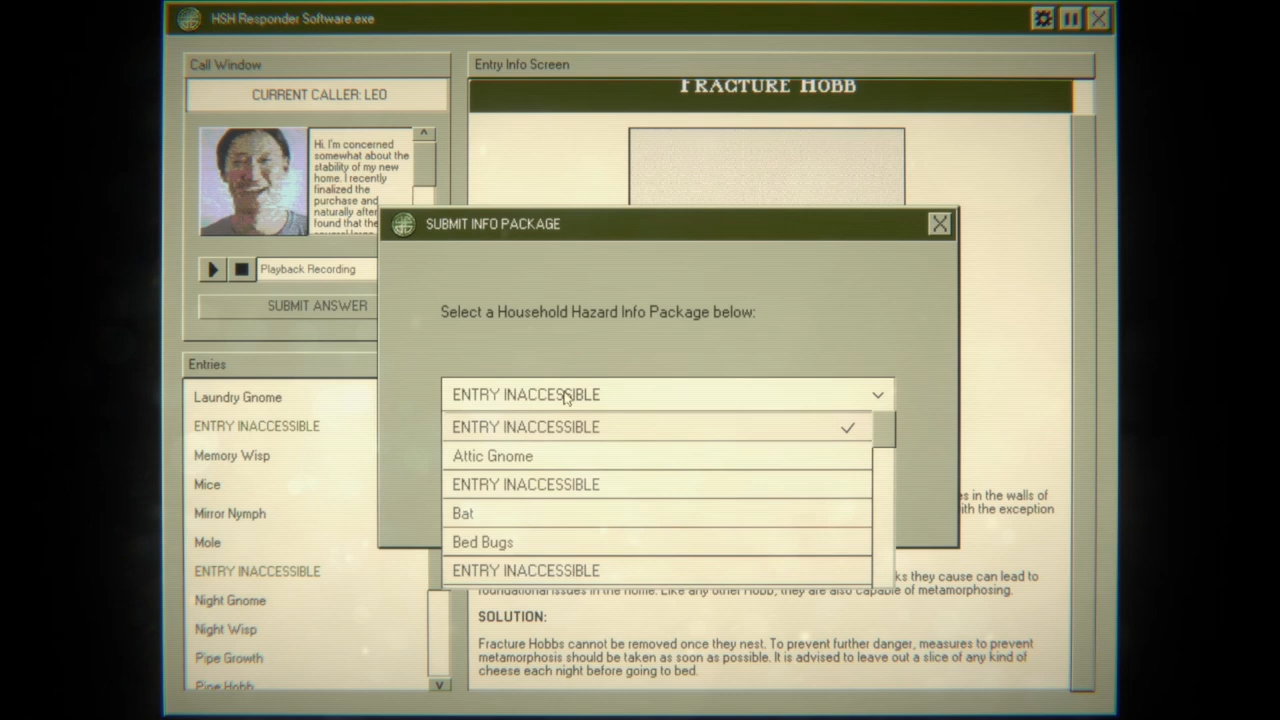 HSH Responder Software.exe
Call Window
CURRENT CALLER: LEO
Hi. I'm concerned
somewhat about the
stability of my new
home. I recently
finalized the
purchase and
naturally after
found that the
Playback Recording
SUBMIT ANSWER
Entries
Laundry Gnome
ENTRY INACCESSIBLE
Memory Wisp
Mice
Mirror Nymph
Mole
ENTRY INACCESSIBLE
Night Gnome
Night Wisp
Pipe Growth
Pipe Hobb
Entry Info Screen
FRACTURE HOBB
SUBMIT INFO PACKAGE
Select a Household Hazard Info Package below:
ENTRY INACCESSIBLE
ENTRY INACCESSIBLE
Attic Gnome
ENTRY INACCESSIBLE
Bat
Bed Bugs
ENTRY INACCESSIBLE
in the walls of
with the exception
they cause can lead to
foundational issues in the home. Like any other Hobb, they are also capable of metamorphosing.
SOLUTION:
Fracture Hobbs cannot be removed once they nest. To prevent further danger, measures to prevent
metamorphosis should be taken as soon as possible. It is advised to leave out a slice of any kind of
cheese each night before going to bed.